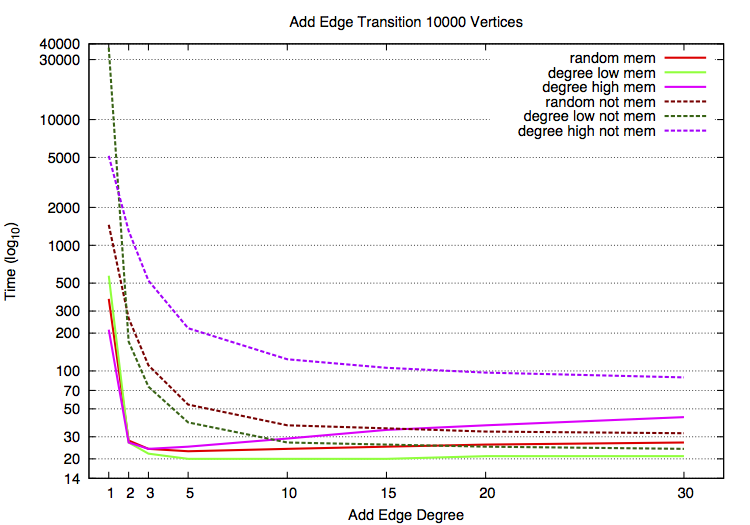 Add Edge Transition 10000 Vertices
40000
30000
10000
5000
2000
1000
500
300
200
100
70
50
30
20
14
Time (log10)
random mem
degree low mem
degree high mem
random not mem
degree low not mem
degree high not mem
1 2 3 5 10 15 20 30
Add Edge Degree